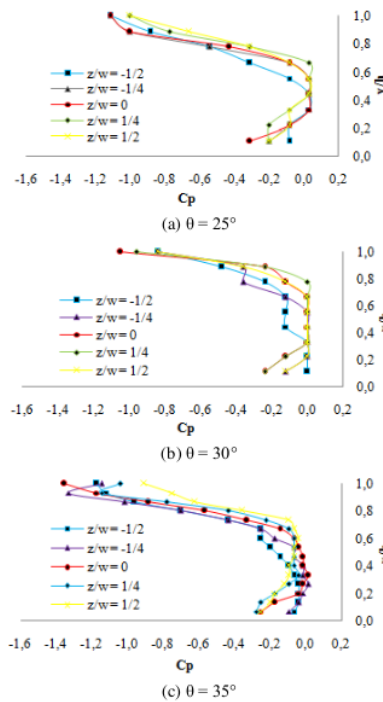 1,0
0,8
0,6
0,4
0,2
0,0
y/h
z/w= -1/2
z/w= -1/4
z/w= 0
z/w= 1/4
z/w= 1/2
-1,6 -1,4 -1,2 -1,0 -0,8 -0,6 -0,4 -0,2 0,0 0,2
Cp
(a) θ = 25°
1,0
0,8
0,6
0,4
0,2
0,0
z/w= -1/2
z/w= -1/4
z/w= 0
z/w= 1/4
z/w= 1/2
-1,6 -1,4 -1,2 -1,0 -0,8 -0,6 -0,4 -0,2 0,0 0,2
Cp
(b) θ = 30°
1,0
0,8
0,6
0,4
0,2
0,0
z/w= -1/2
z/w= -1/4
z/w= 0
z/w= 1/4
z/w= 1/2
-1,6 -1,4 -1,2 -1,0 -0,8 -0,6 -0,4 -0,2 0,0 0,2
Cp
(c) θ = 35°